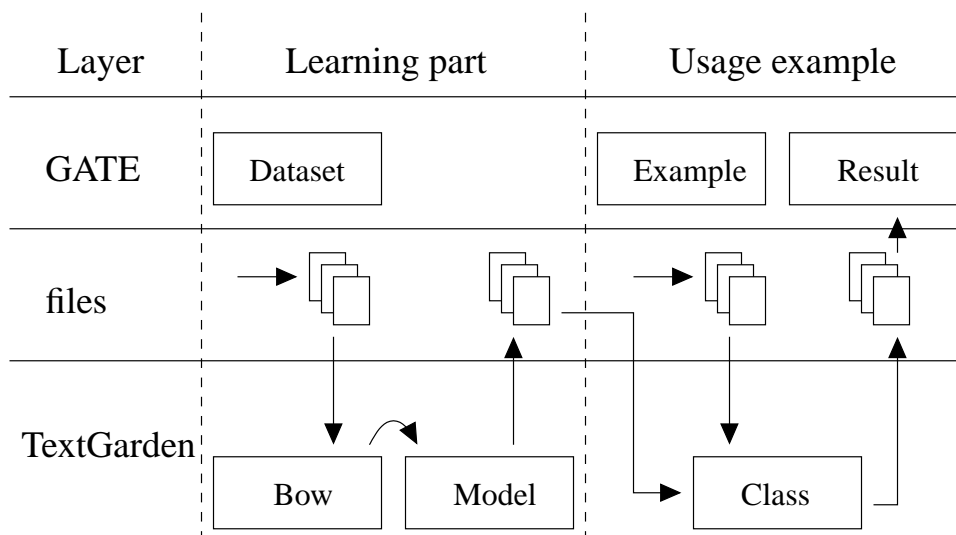 Layer
Learning part
Usage example
GATE
Dataset
Example
Result
files
TextGarden
Bow
Model
Class